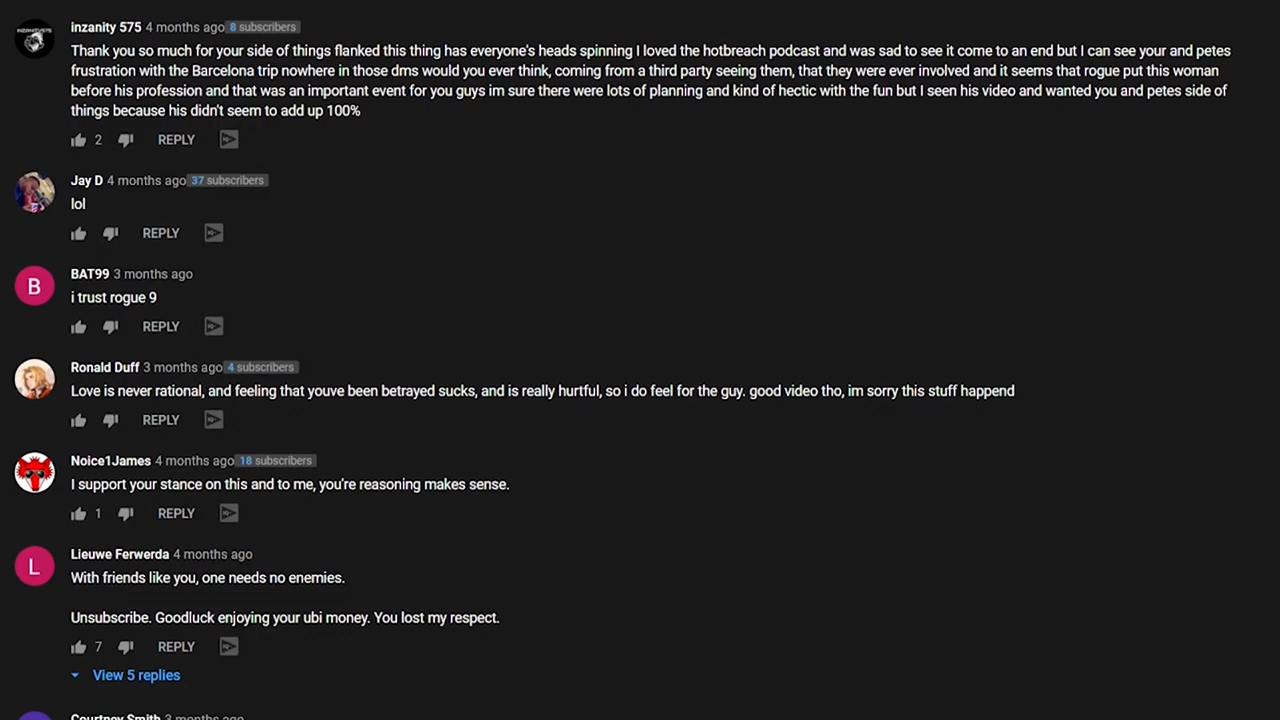 inzanity 575 4 months ago 8 subscribers
Thank you so much for your side of things flanked this thing has everyone's heads spinning I loved the hotbreach podcast and was sad to see it come to an end but I can see your and petes
frustration with the Barcelona trip nowhere in those dms would you ever think, coming from a third party seeing them, that they were ever involved and it seems that rogue put this woman
before his profession and that was an important event for you guys im sure there were lots of planning and kind of hectic with the fun but I seen his video and wanted you and petes side of
things because his didn't seem to add up 100%
2 REPLY
Jay D 4 months ago 37 subscribers
lol
REPLY
B
BAT99 3 months ago
i trust rogue 9
REPLY
Ronald Duff 3 months ago 4 subscribers
Love is never rational, and feeling that youve been betrayed sucks, and is really hurtful, so i do feel for the guy. good video tho, im sorry this stuff happend
REPLY
Noice1James 4 months ago 18 subscribers
I support your stance on this and to me, you're reasoning makes sense.
1 REPLY
L
Lieuwe Ferwerda 4 months ago
With friends like you, one needs no enemies.
Unsubscribe. Goodluck enjoying your ubi money. You lost my respect.
7 REPLY
View 5 replies
Courtney Smith 3 months ago